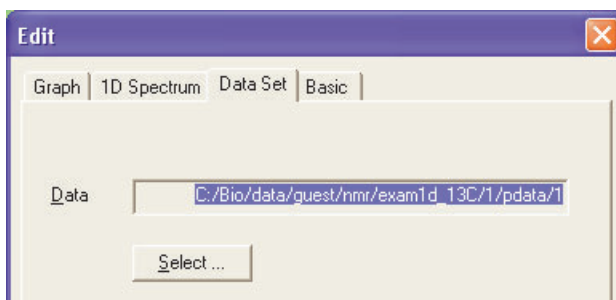 Edit
Graph 1D Spectrum Data Set Basic
Data C:/Bio/data/guest/nmr/exam1d_13C/1/pdata/1
Select ...